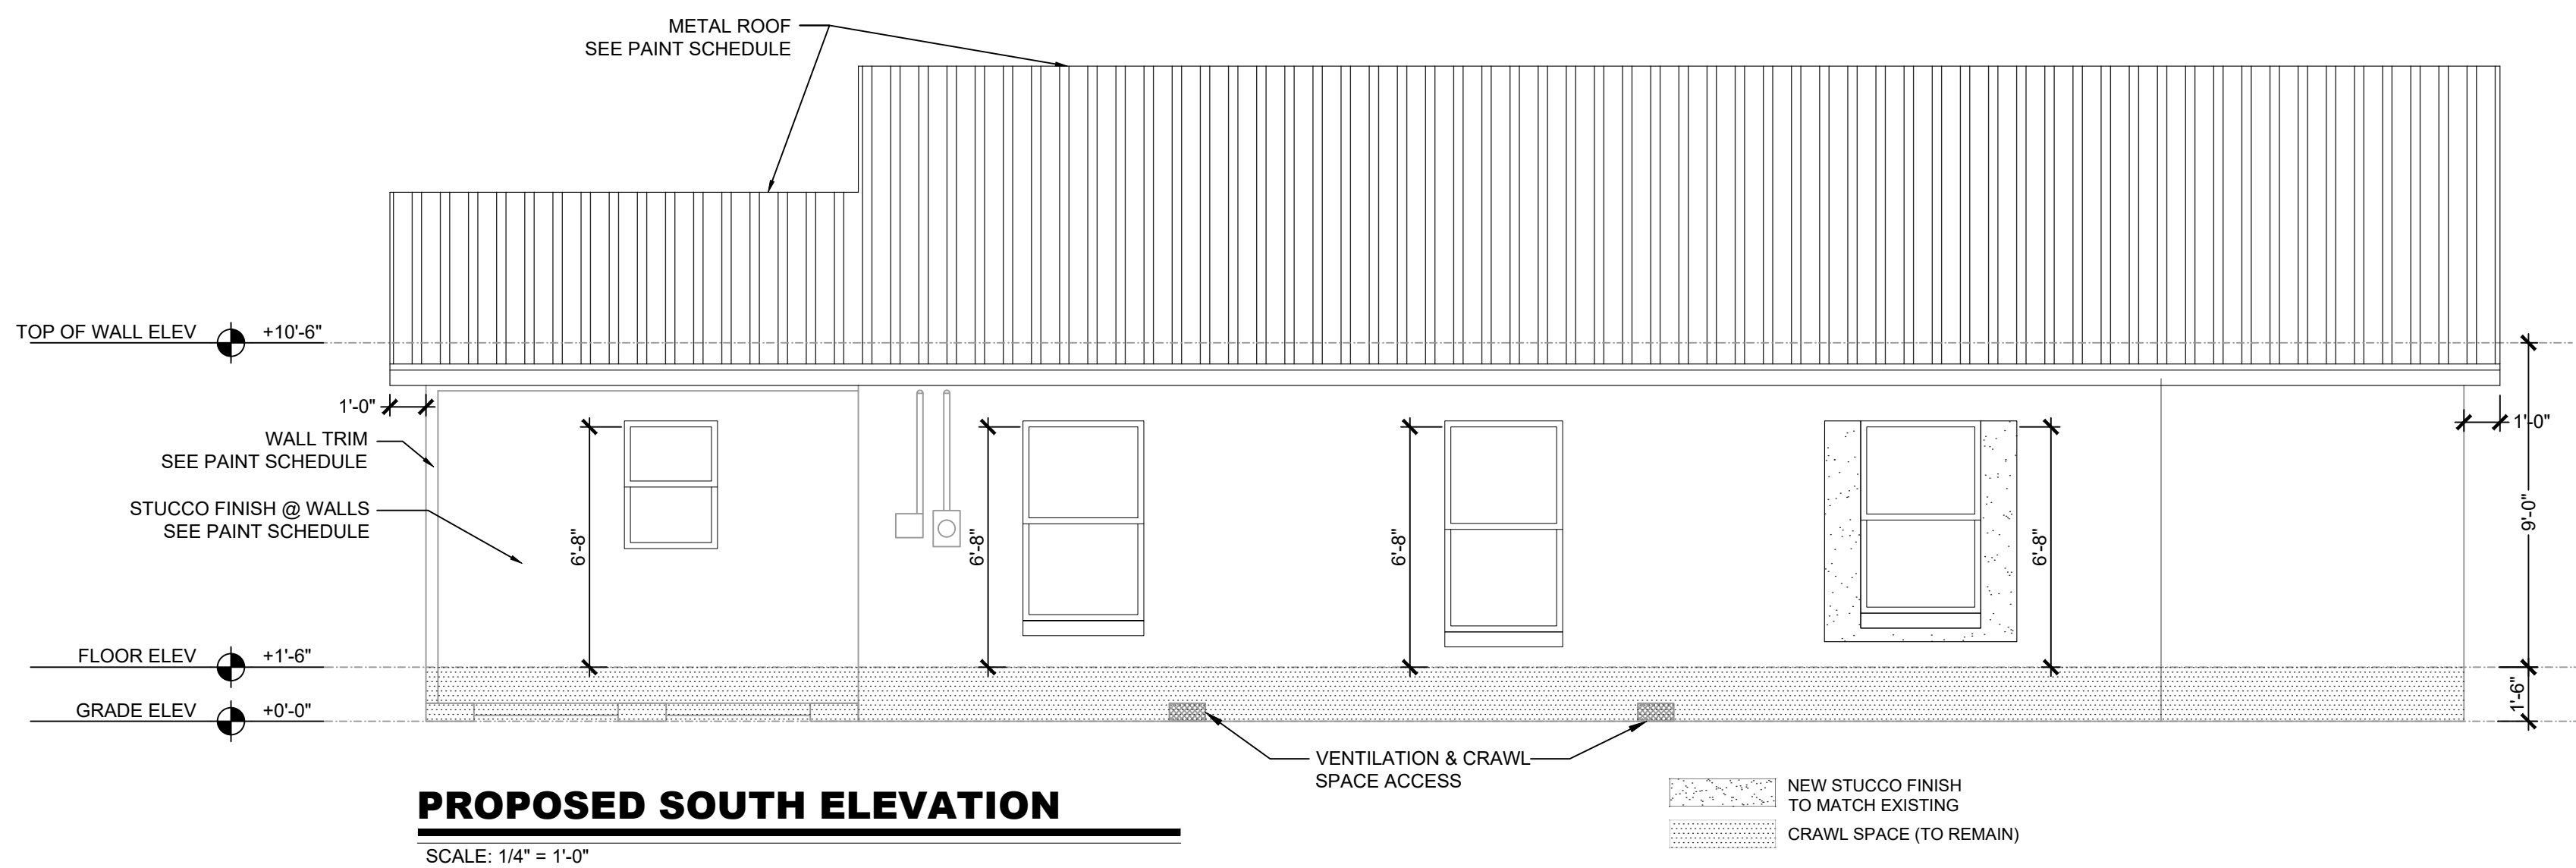 METAL ROOF
SEE PAINT SCHEDULE
TOP OF WALL ELEV
+10'-6"
1'-0"
1'-0"
WALL TRIM
SEE PAINT SCHEDULE
STUCCO FINISH @ WALLS
SEE PAINT SCHEDULE
6'-8"
6'-8"
6'-8"
6'-8"
9'-0"
FLOOR ELEV
+1'-6"
1'-6"
GRADE ELEV
+0'-0"
VENTILATION & CRAWL
SPACE ACCESS
PROPOSED SOUTH ELEVATION
SCALE: 1/4" = 1'-0"
NEW STUCCO FINISH
TO MATCH EXISTING
CRAWL SPACE (TO REMAIN)